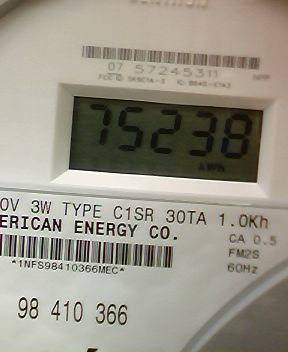 07 57245311
75238
kWh
0V 3W TYPE C1SR 30TA 1.0Kh
ERICAN ENERGY CO.
CA 0.5
FM2S
*1NFS98410366MEC*
60Hz
98 410 366